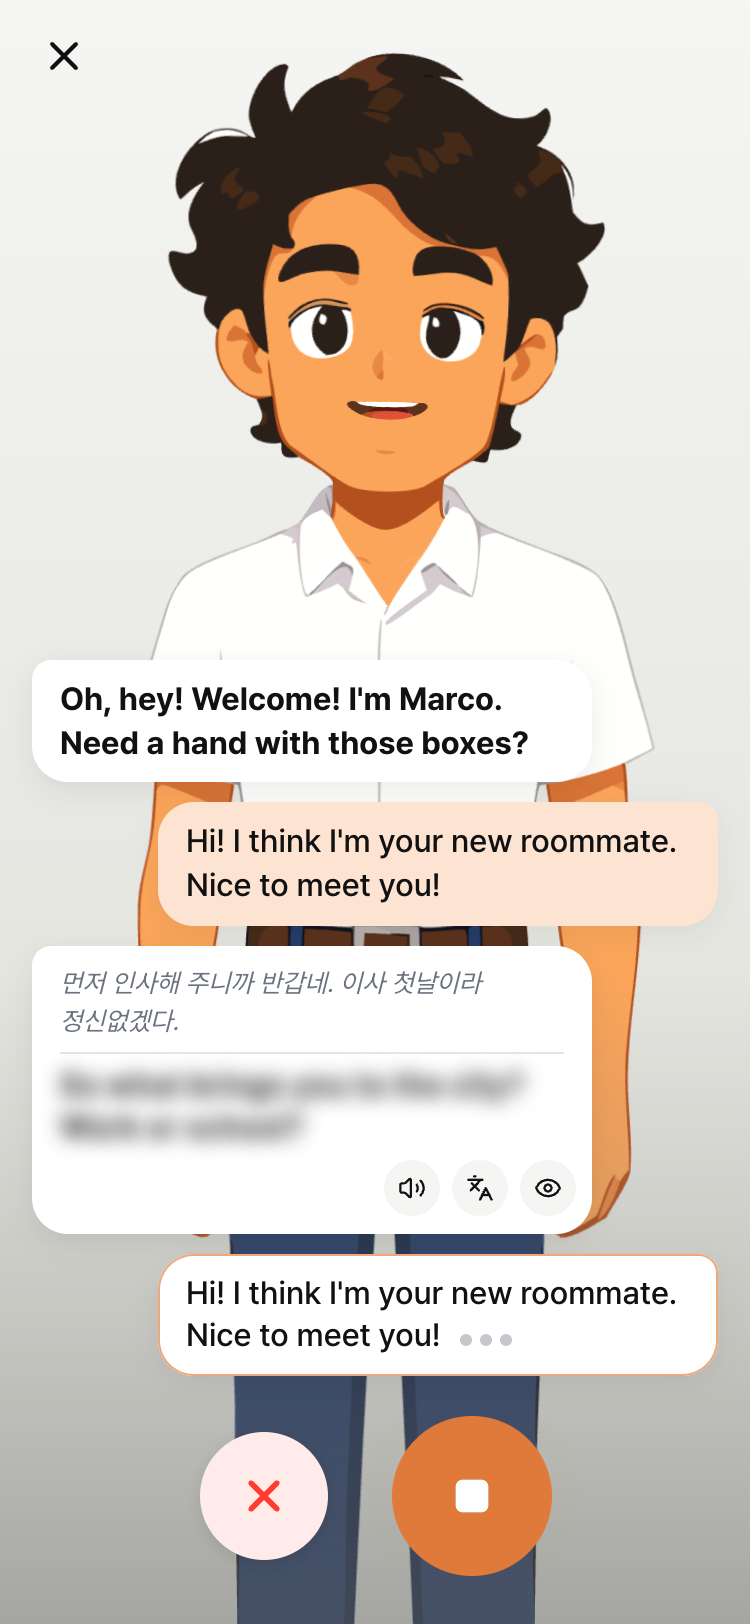 Oh, hey! Welcome! I'm Marco.
Need a hand with those boxes?
Hi! I think I'm your new roommate.
Nice to meet you!
먼저 인사해 주니까 반갑네. 이사 첫날이라
정신없겠다.
Hi! I think I'm your new roommate.
Nice to meet you!